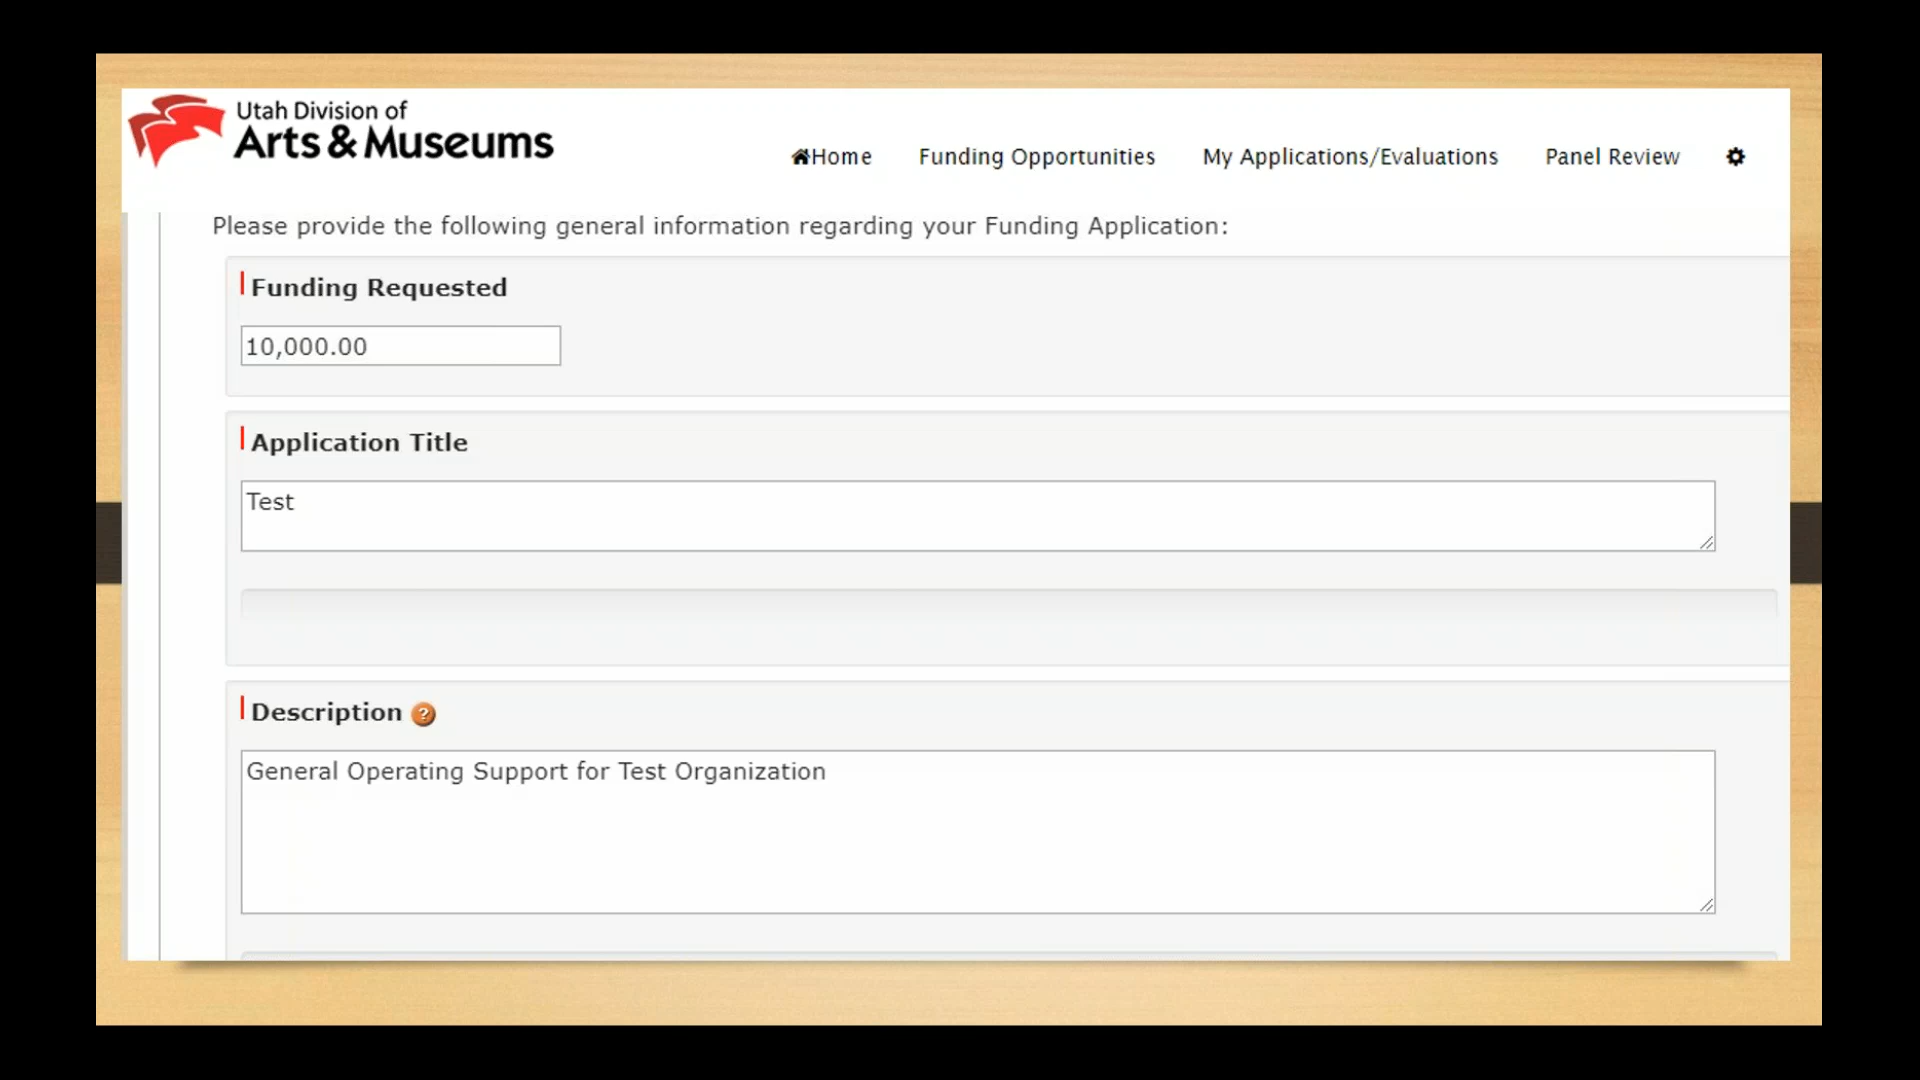 Utah Division of
Arts & Museums
Home Funding Opportunities My Applications/Evaluations Panel Review
Please provide the following general information regarding your Funding Application:
Funding Requested
10,000.00
Application Title
Test
Description ?
General Operating Support for Test Organization